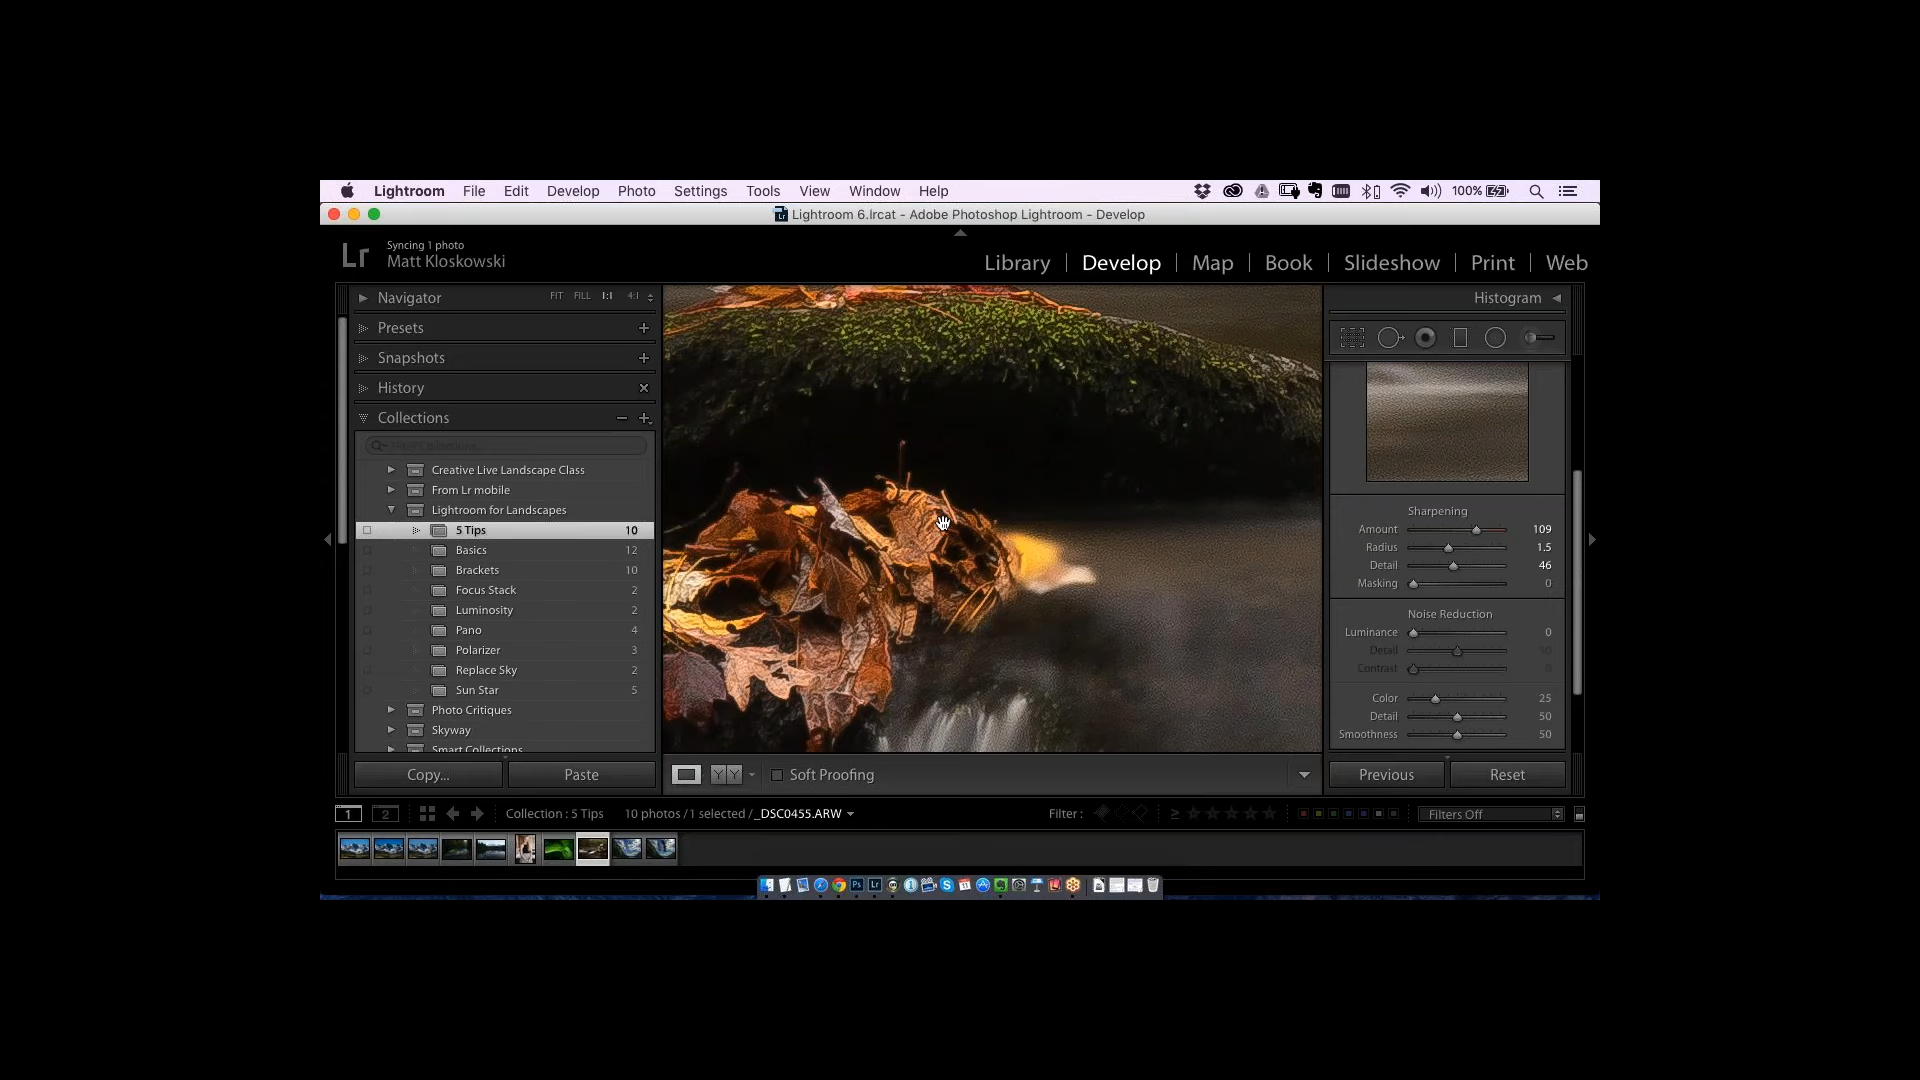 Lightroom File Edit Develop Photo Settings Tools View Window Help 100%
Lightroom 6.lrcat - Adobe Photoshop Lightroom - Develop
Lr
Syncing 1 photo
Matt Kloskowski
Library | Develop | Map | Book | Slideshow | Print | Web
Navigator FIT FILL 1:1 4:1
Presets
Snapshots
History
Collections
Creative Live Landscape Class
From Lr mobile
Lightroom for Landscapes
5 Tips 10
Basics 12
Brackets 10
Focus Stack 2
Luminosity 2
Pano 4
Polarizer 3
Replace Sky 2
Sun Star 5
Photo Critiques
Skyway
Smart Collections
Copy... Paste
Soft Proofing
Histogram
Sharpening
Amount 109
Radius 1.5
Detail 46
Masking 0
Noise Reduction
Luminance 0
Detail 50
Contrast 0
Color 25
Detail 50
Smoothness 50
Previous Reset
1 2 Collection : 5 Tips 10 photos / 1 selected / _DSC0455.ARW Filter : ≥ Filters Off
Ps Lr